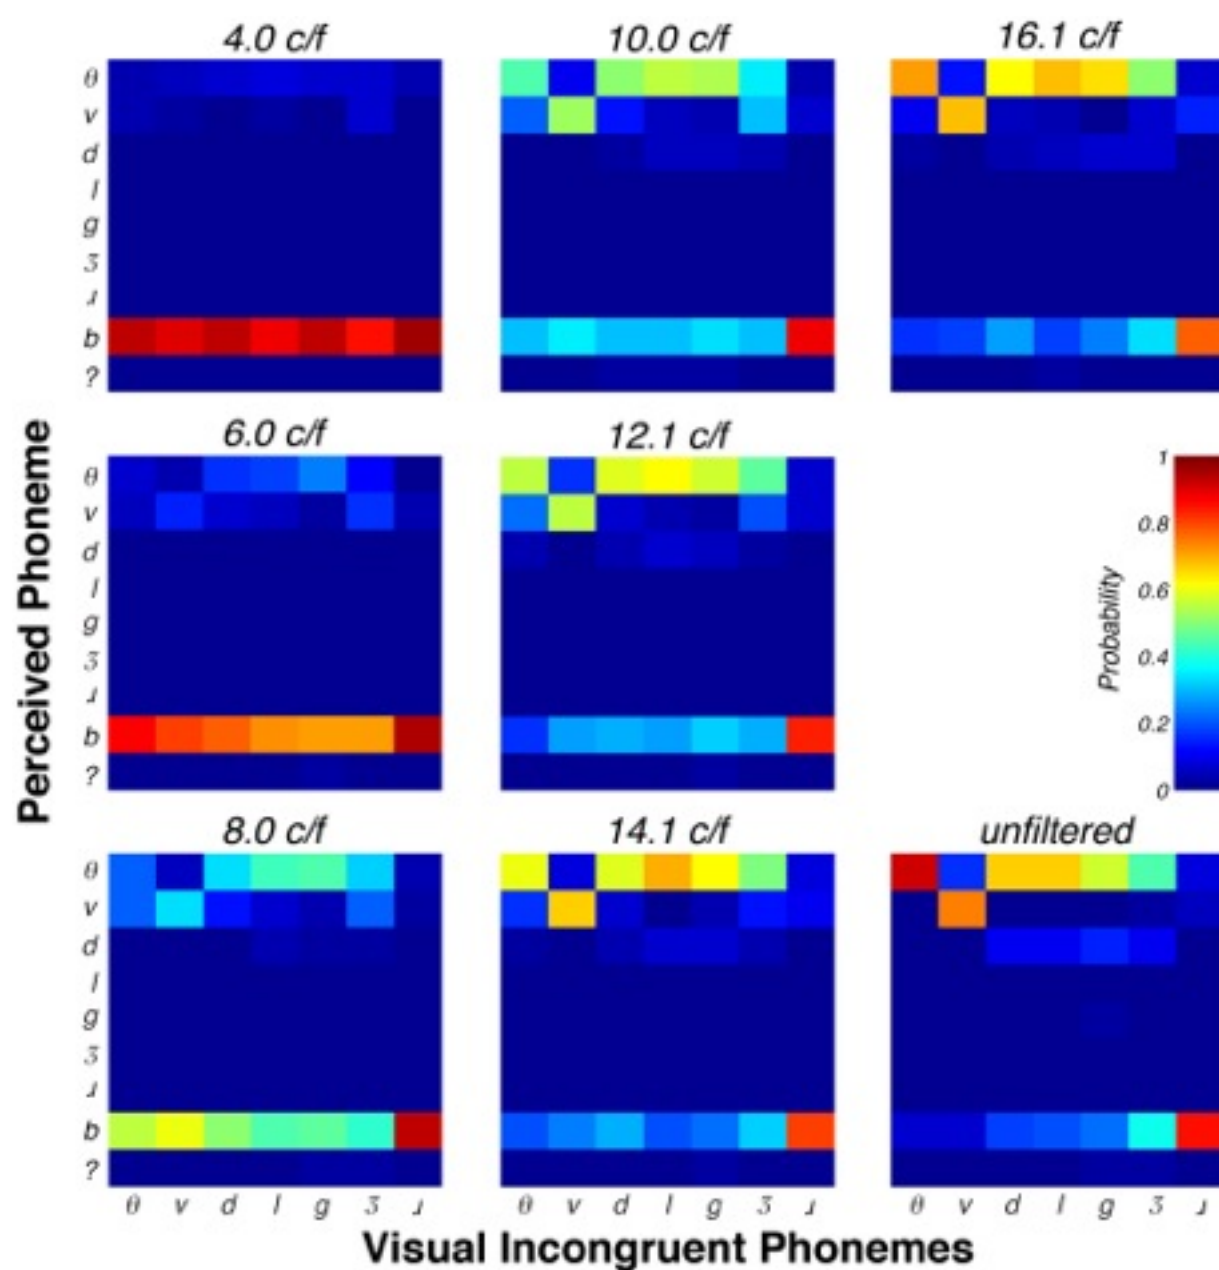 4.0 c/f
10.0 c/f
16.1 c/f
θ
v
d
l
g
ʒ
ɹ
b
?
6.0 c/f
12.1 c/f
θ
v
d
l
g
ʒ
ɹ
b
?
1
0.8
0.6
0.4
0.2
0
Probability
Perceived Phoneme
8.0 c/f
14.1 c/f
unfiltered
θ
v
d
l
g
ʒ
ɹ
b
?
θ v d l g ʒ ɹ
θ v d l g ʒ ɹ
θ v d l g ʒ ɹ
Visual Incongruent Phonemes